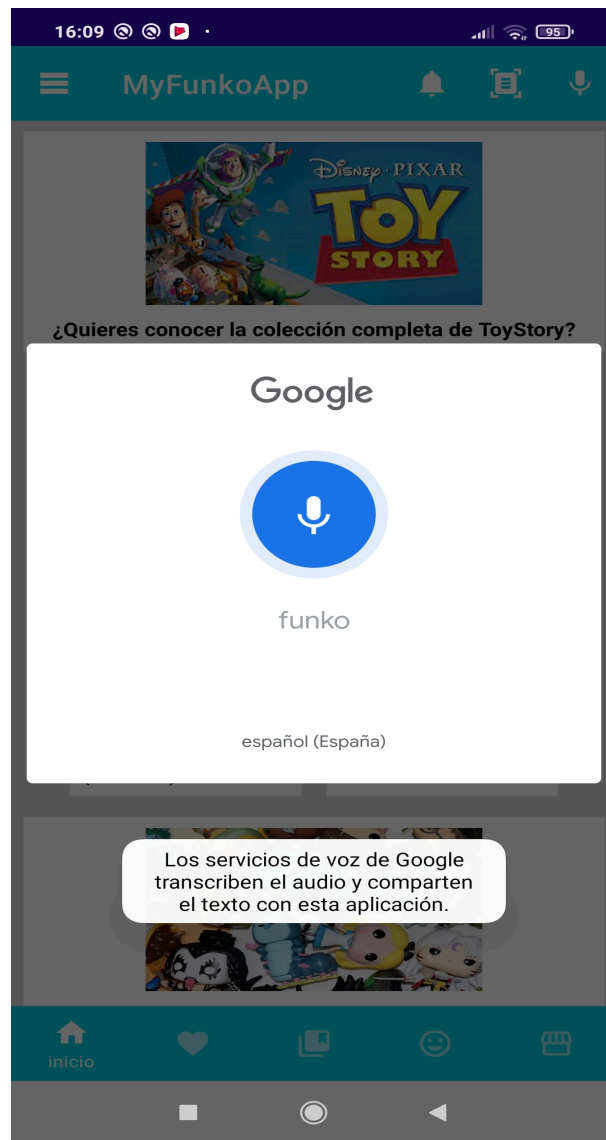 16:09
95
MyFunkoApp
Disney · PIXAR
TOY
STORY
¿Quieres conocer la colección completa de ToyStory?
Google
funko
español (España)
Los servicios de voz de Google
transcriben el audio y comparten
el texto con esta aplicación.
inicio